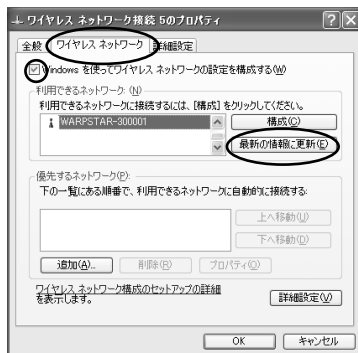 ワイヤレス ネットワーク接続 5のプロパティ
全般 ワイヤレス ネットワーク 詳細設定
Windows を使ってワイヤレス ネットワークの設定を構成する(W)
利用できるネットワーク: (N)
利用できるネットワークに接続するには、[構成] をクリックしてください。
WARPSTAR-300001
構成(C)
最新の情報に更新(E)
優先するネットワーク(P):
下の一覧にある順番で、利用できるネットワークに自動的に接続する:
上へ移動(U)
下へ移動(D)
追加(A)... 削除(R) プロパティ(O)
ワイヤレス ネットワーク構成のセットアップの詳細
を表示します。
詳細設定(V)
OK キャンセル